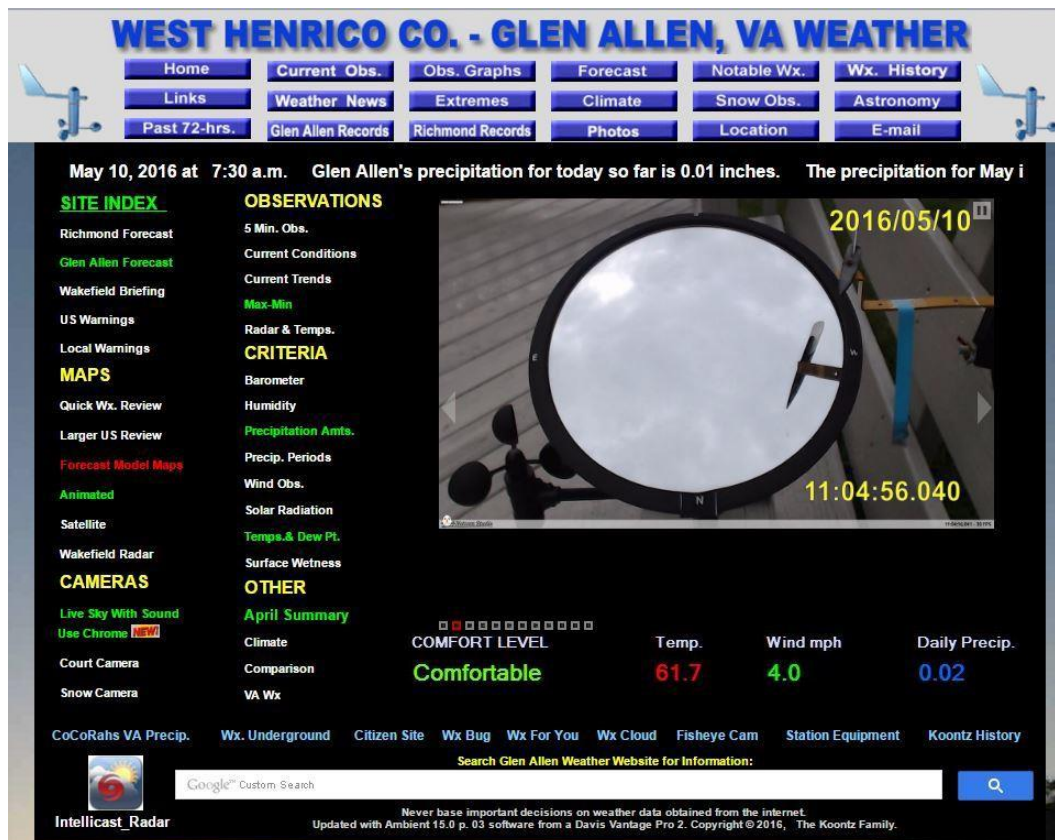 WEST HENRICO CO. - GLEN ALLEN, VA WEATHER
Home Current Obs. Obs. Graphs Forecast Notable Wx. Wx. History
Links Weather News Extremes Climate Snow Obs. Astronomy
Past 72-hrs. Glen Allen Records Richmond Records Photos Location E-mail
May 10, 2016 at 7:30 a.m. Glen Allen's precipitation for today so far is 0.01 inches. The precipitation for May i
SITE INDEX
Richmond Forecast
Glen Allen Forecast
Wakefield Briefing
US Warnings
Local Warnings
MAPS
Quick Wx. Review
Larger US Review
Forecast Model Maps
Animated
Satellite
Wakefield Radar
CAMERAS
Live Sky With Sound
Use Chrome NEW!
Court Camera
Snow Camera
OBSERVATIONS
5 Min. Obs.
Current Conditions
Current Trends
Max-Min
Radar & Temps.
CRITERIA
Barometer
Humidity
Precipitation Amts.
Precip. Periods
Wind Obs.
Solar Radiation
Temps.& Dew Pt.
Surface Wetness
OTHER
April Summary
Climate
Comparison
VA Wx
2016/05/10
E
W
N
11:04:56.040
COMFORT LEVEL Temp. Wind mph Daily Precip.
Comfortable 61.7 4.0 0.02
CoCoRahs VA Precip. Wx. Underground Citizen Site Wx Bug Wx For You Wx Cloud Fisheye Cam Station Equipment Koontz History
Search Glen Allen Weather Website for Information:
Google™ Custom Search
Intellicast_Radar
Never base important decisions on weather data obtained from the internet.
Updated with Ambient 15.0 p. 03 software from a Davis Vantage Pro 2. Copyright © 2016, The Koontz Family.